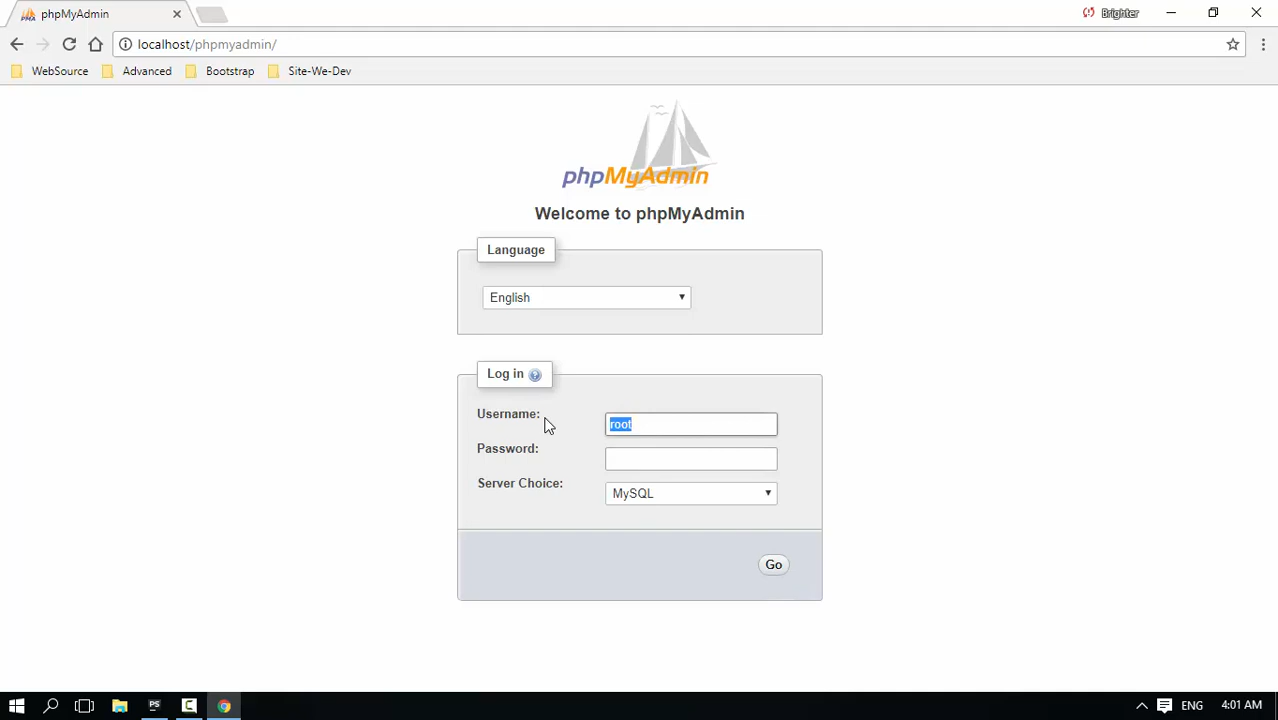 phpMyAdmin
Brighter
localhost/phpmyadmin/
WebSource
Advanced
Bootstrap
Site-We-Dev
phpMyAdmin
Welcome to phpMyAdmin
Language
English
Log in
Username:
root
Password:
Server Choice:
MySQL
Go
PS
ENG
4:01 AM